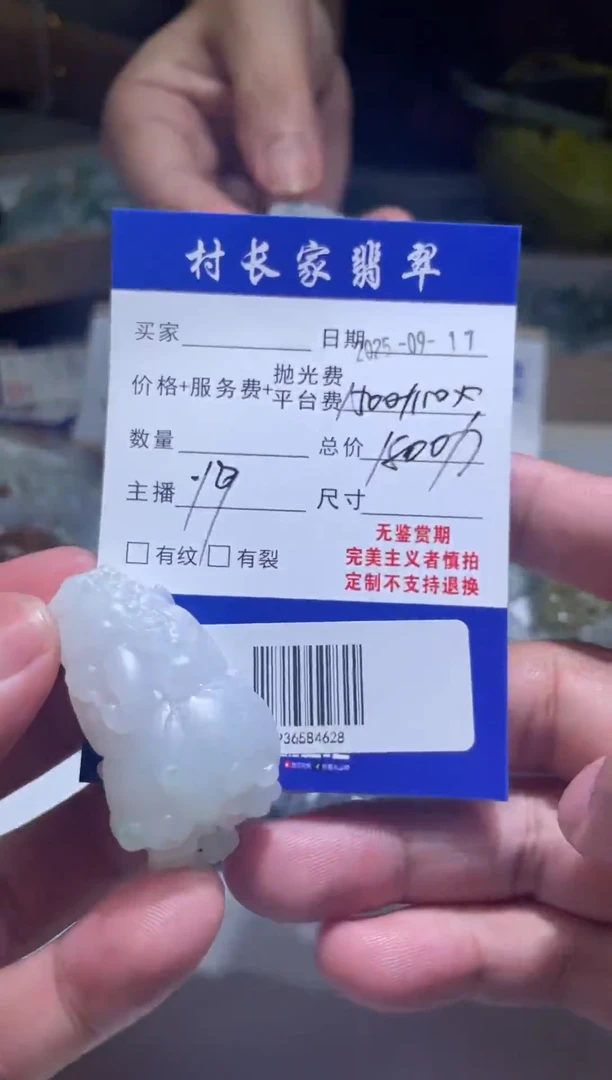 村长家翡翠
买家 日期 2025-09-17
价格+服务费+抛光费平台费
数量 总价
主播 尺寸
无鉴赏期
完美主义者慎拍
□有纹 □有裂 定制不支持退换
936584628